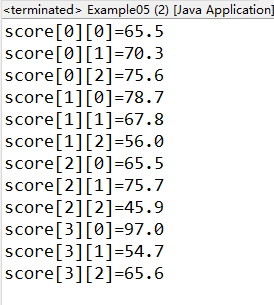 <terminated> Example05 (2) [Java Application]
score[0][0]=65.5
score[0][1]=70.3
score[0][2]=75.6
score[1][0]=78.7
score[1][1]=67.8
score[1][2]=56.0
score[2][0]=65.5
score[2][1]=75.7
score[2][2]=45.9
score[3][0]=97.0
score[3][1]=54.7
score[3][2]=65.6